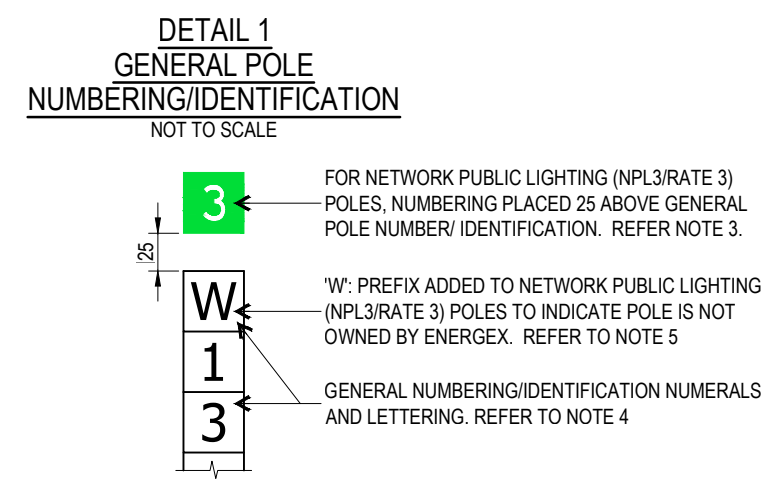 DETAIL 1
GENERAL POLE
NUMBERING/IDENTIFICATION
NOT TO SCALE
3
FOR NETWORK PUBLIC LIGHTING (NPL3/RATE 3)
POLES, NUMBERING PLACED 25 ABOVE GENERAL
POLE NUMBER/ IDENTIFICATION.  REFER NOTE 3.
25
W
'W': PREFIX ADDED TO NETWORK PUBLIC LIGHTING
(NPL3/RATE 3) POLES TO INDICATE POLE IS NOT
OWNED BY ENERGEX.  REFER TO NOTE 5
1
3
GENERAL NUMBERING/IDENTIFICATION NUMERALS
AND LETTERING. REFER TO NOTE 4